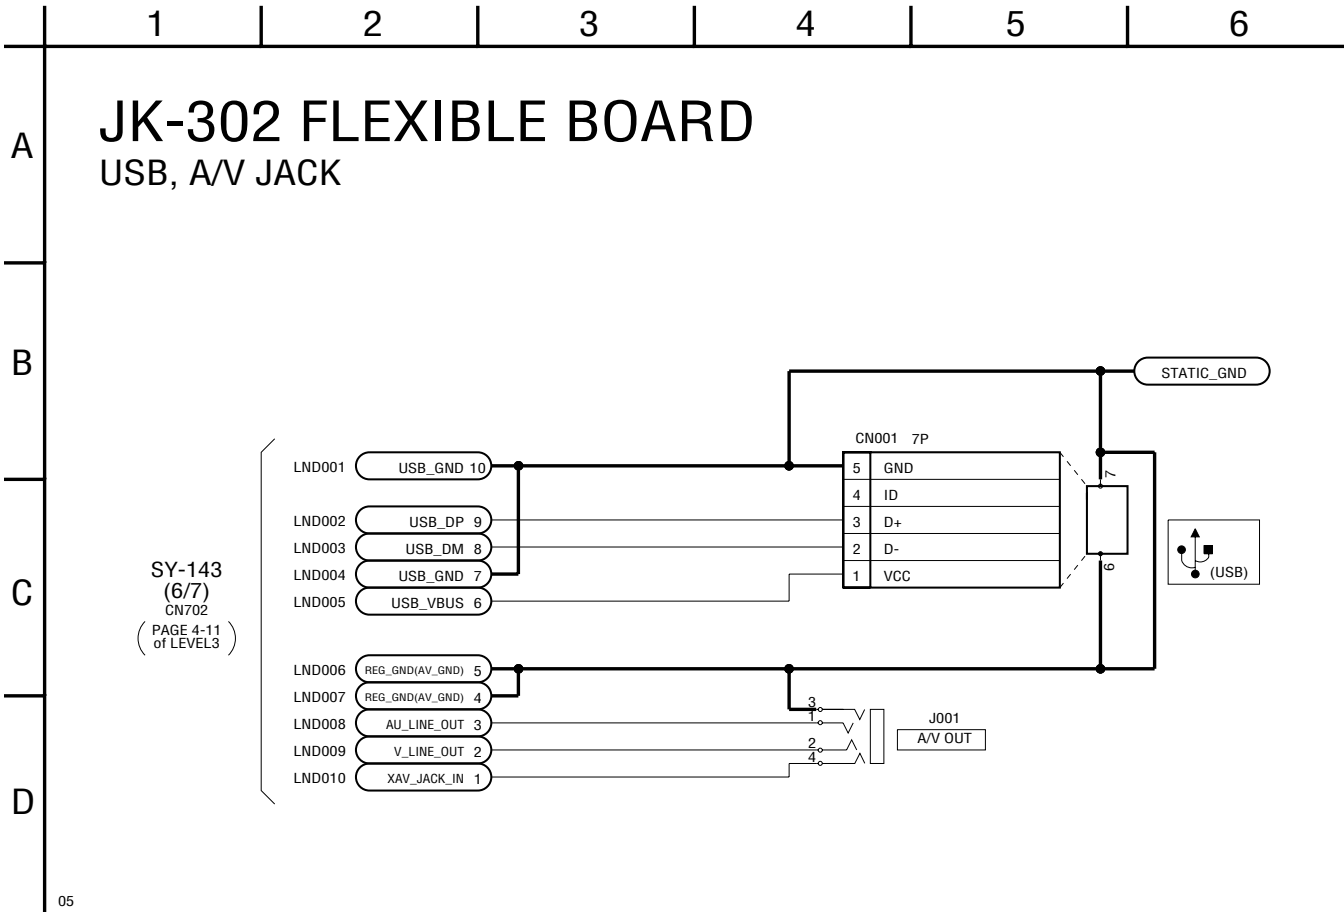 1 2 3 4 5 6
A
JK-302 FLEXIBLE BOARD
USB, A/V JACK
B
STATIC_GND
CN001 7P
LND001 USB_GND 10
5 GND
7
4 ID
LND002 USB_DP 9
3 D+
LND003 USB_DM 8
2 D-
LND004 USB_GND 7
1 VCC
6
(USB)
LND005 USB_VBUS 6
C
SY-143
(6/7)
CN702
( PAGE 4-11
of LEVEL3 )
LND006 REG_GND(AV_GND) 5
LND007 REG_GND(AV_GND) 4
3
LND008 AU_LINE_OUT 3
1
J001
A/V OUT
LND009 V_LINE_OUT 2
2
4
LND010 XAV_JACK_IN 1
D
05